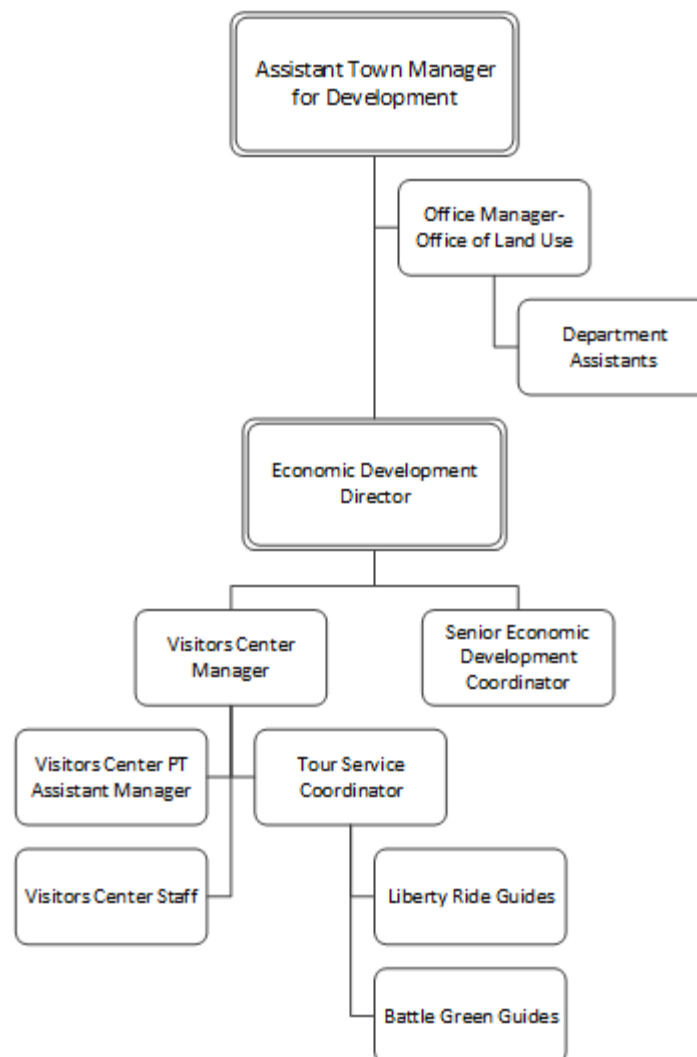 Assistant Town Manager
for Development
Office Manager-
Office of Land Use
Department
Assistants
Economic Development
Director
Visitors Center
Manager
Senior Economic
Development
Coordinator
Visitors Center PT
Assistant Manager
Tour Service
Coordinator
Visitors Center Staff
Liberty Ride Guides
Battle Green Guides